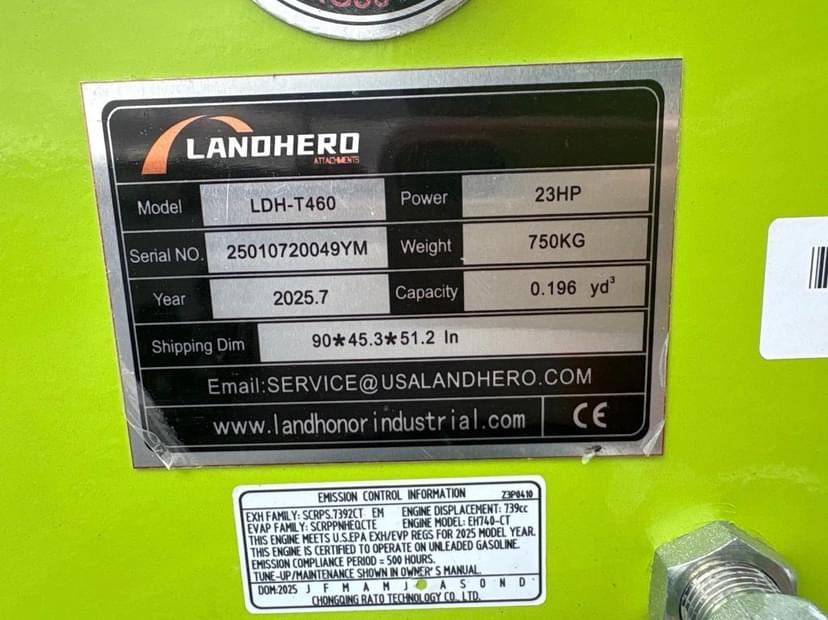 LANDHERO
ATTACHMENTS
Model LDH-T460 Power 23HP
Serial NO. 25010720049YM Weight 750KG
Year 2025.7 Capacity 0.196 yd³
Shipping Dim 90*45.3*51.2 In
Email:SERVICE@USALANDHERO.COM
www.landhonorindustrial.com CE
EMISSION CONTROL INFORMATION Z3P0410
EXH FAMILY: SCRPS.7392CT EM ENGINE DISPLACEMENT: 739cc
EVAP FAMILY: SCRPPNHEQCTE ENGINE MODEL: EH740-CT
THIS ENGINE MEETS U.S.EPA EXH/EVP REGS FOR 2025 MODEL YEAR.
THIS ENGINE IS CERTIFIED TO OPERATE ON UNLEADED GASOLINE.
EMISSION COMPLIANCE PERIOD = 500 HOURS.
TUNE-UP/MAINTENANCE SHOWN IN OWNER'S MANUAL.
DOM:2025 J F M A M J A S O N D
CHONGQING RATO TECHNOLOGY CO., LTD.